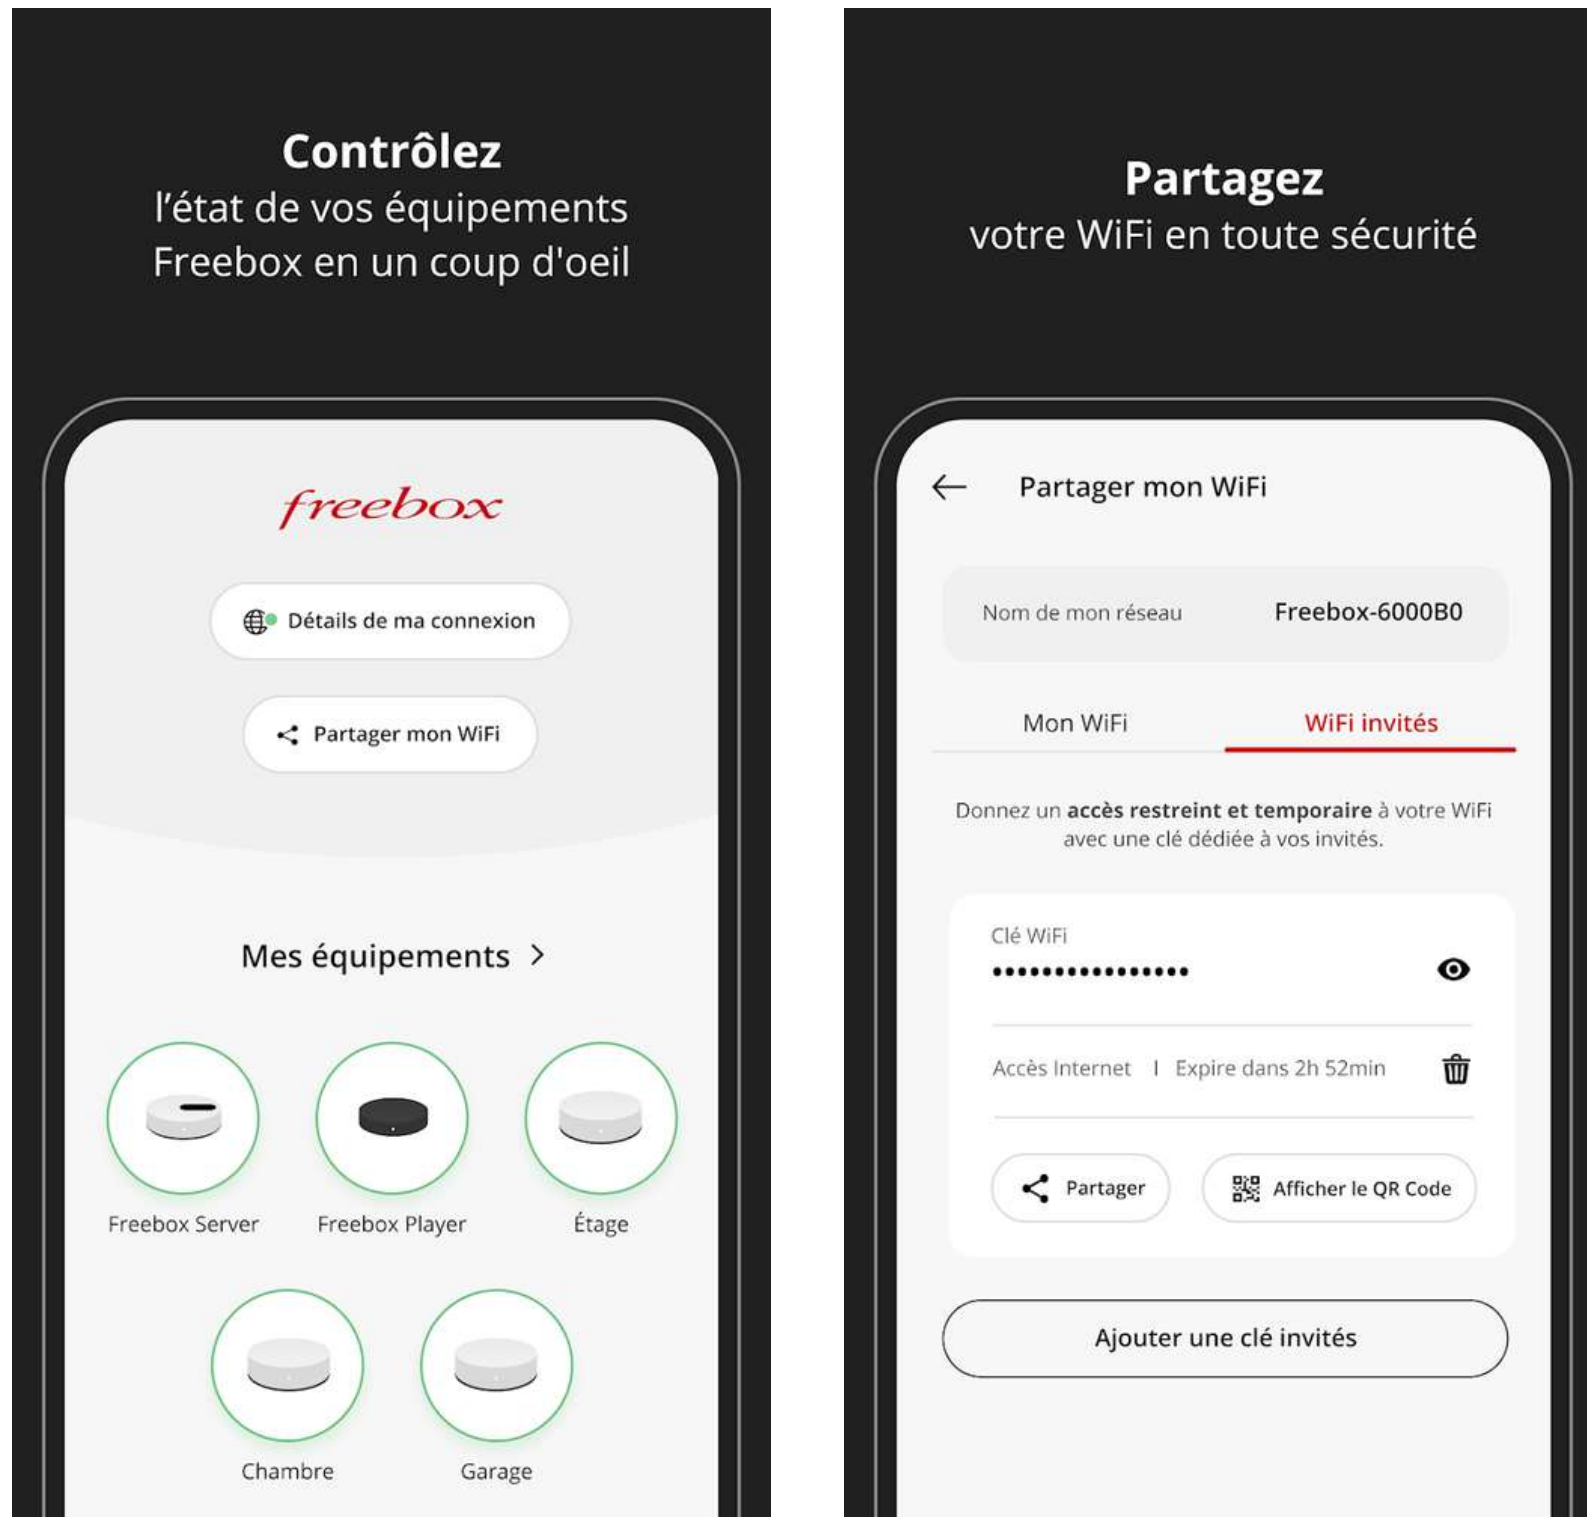 Contrôlez
l’état de vos équipements
Freebox en un coup d'oeil
freebox
Détails de ma connexion
Partager mon WiFi
Mes équipements >
Freebox Server
Freebox Player
Étage
Chambre
Garage
Partagez
votre WiFi en toute sécurité
Partager mon WiFi
Nom de mon réseau Freebox-6000B0
Mon WiFi WiFi invités
Donnez un accès restreint et temporaire à votre WiFi
avec une clé dédiée à vos invités.
Clé WiFi
••••••••••••••••
Accès Internet I Expire dans 2h 52min
Partager
Afficher le QR Code
Ajouter une clé invités